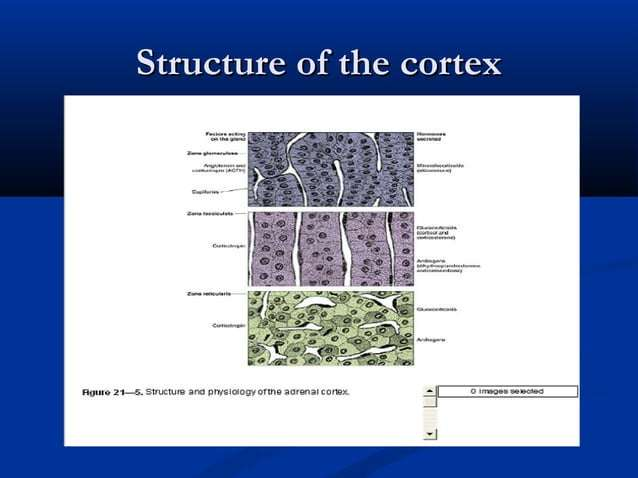 Structure of the cortex
Factors acting
on the gland
Hormones
secreted
Zona glomerulosa
Angiotensin and
corticotropin (ACTH)
Mineralocorticoids
(aldosterone)
Capillaries
Zona fasciculata
Corticotropin
Glucocorticoids
(cortisol and
corticosterone)
Androgens
(dehydroepiandrosterone,
androstenedione)
Zona reticularis
Corticotropin
Glucocorticoids
Androgens
Figure 21—5. Structure and physiology of the adrenal cortex.
0 images selected